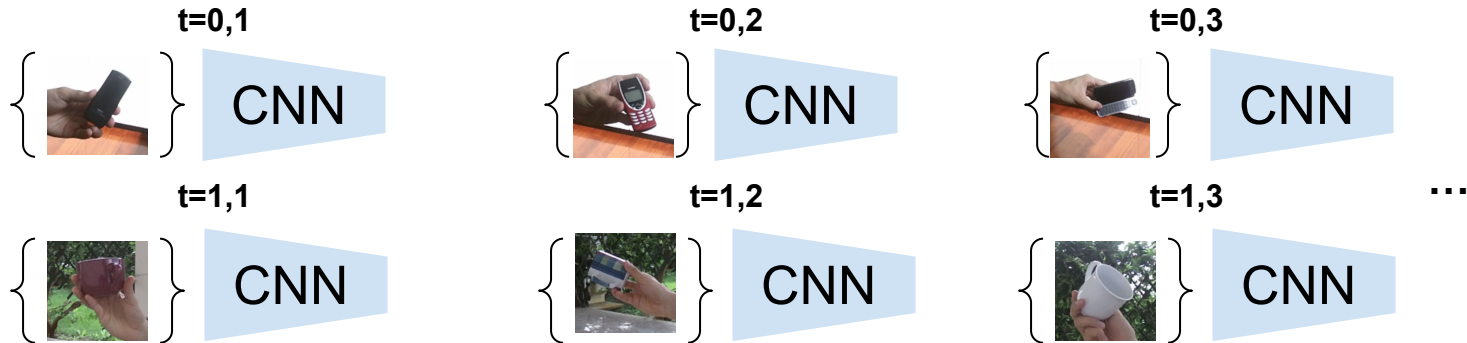 t=0,1 t=0,2 t=0,3
CNN CNN CNN
t=1,1 t=1,2 t=1,3
...
CNN CNN CNN